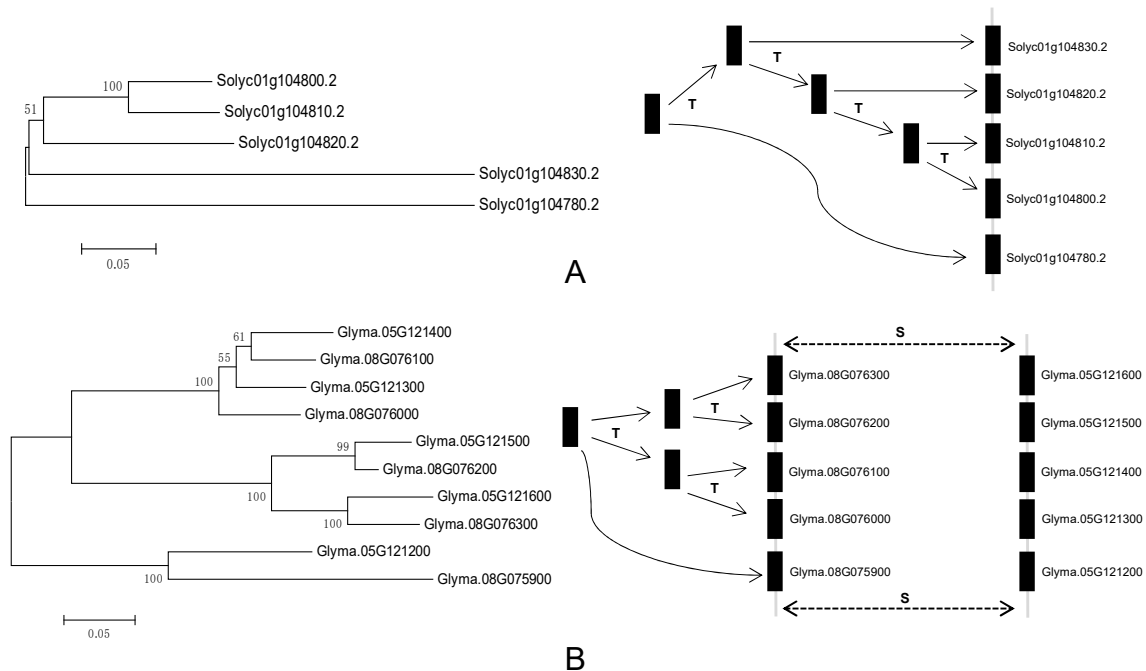 100
Solyc01g104800.2
51
Solyc01g104810.2
Solyc01g104820.2
Solyc01g104830.2
Solyc01g104780.2
0.05
T
T
T
T
Solyc01g104830.2
Solyc01g104820.2
Solyc01g104810.2
Solyc01g104800.2
Solyc01g104780.2
A
61
Glyma.05G121400
55
Glyma.08G076100
100
Glyma.05G121300
Glyma.08G076000
99
Glyma.05G121500
Glyma.08G076200
100
Glyma.05G121600
100
Glyma.08G076300
Glyma.05G121200
100
Glyma.08G075900
0.05
S
T
T
T
Glyma.08G076300
Glyma.05G121600
Glyma.08G076200
Glyma.05G121500
Glyma.08G076100
Glyma.05G121400
Glyma.08G076000
Glyma.05G121300
Glyma.08G075900
Glyma.05G121200
S
B